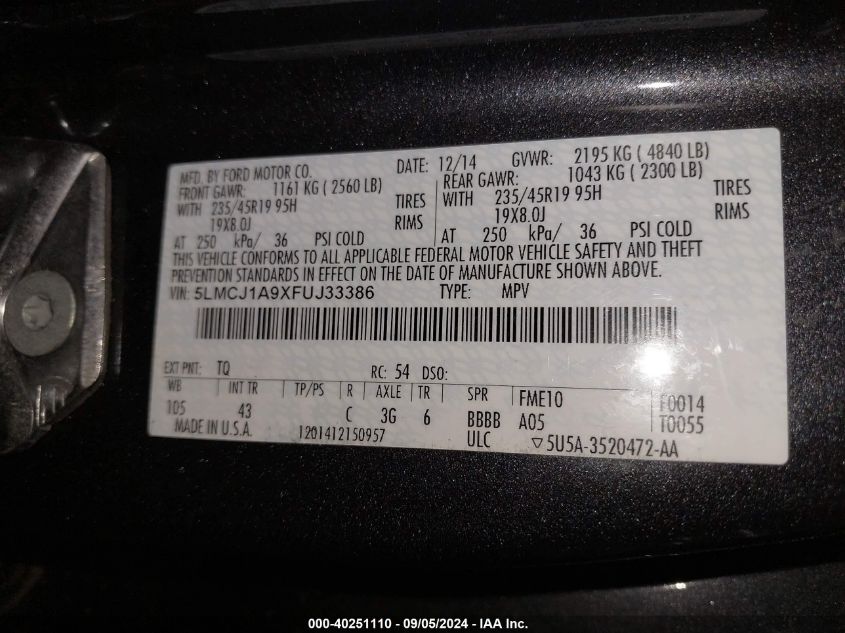 MFD. BY FORD MOTOR CO. DATE: 12/14 GVWR: 2195 KG ( 4840 LB)
FRONT GAWR: 1161 KG ( 2560 LB) REAR GAWR: 1043 KG ( 2300 LB)
WITH 235/45R19 95H TIRES WITH 235/45R19 95H TIRES
19X8.0J RIMS 19X8.0J RIMS
AT 250 kPa/ 36 PSI COLD AT 250 kPa/ 36 PSI COLD
THIS VEHICLE CONFORMS TO ALL APPLICABLE FEDERAL MOTOR VEHICLE SAFETY AND THEFT
PREVENTION STANDARDS IN EFFECT ON THE DATE OF MANUFACTURE SHOWN ABOVE.
VIN: 5LMCJ1A9XFUJ33386 TYPE: MPV
EXT PNT: TQ RC: 54 DSO:
WB INT TR TP/PS R AXLE TR SPR FME10 F0014
105 43 C 3G 6 BBBB A05 T0055
MADE IN U.S.A. 1201412150957 ULC ▽5U5A-3520472-AA
000-40251110 - 09/05/2024 - IAA Inc.